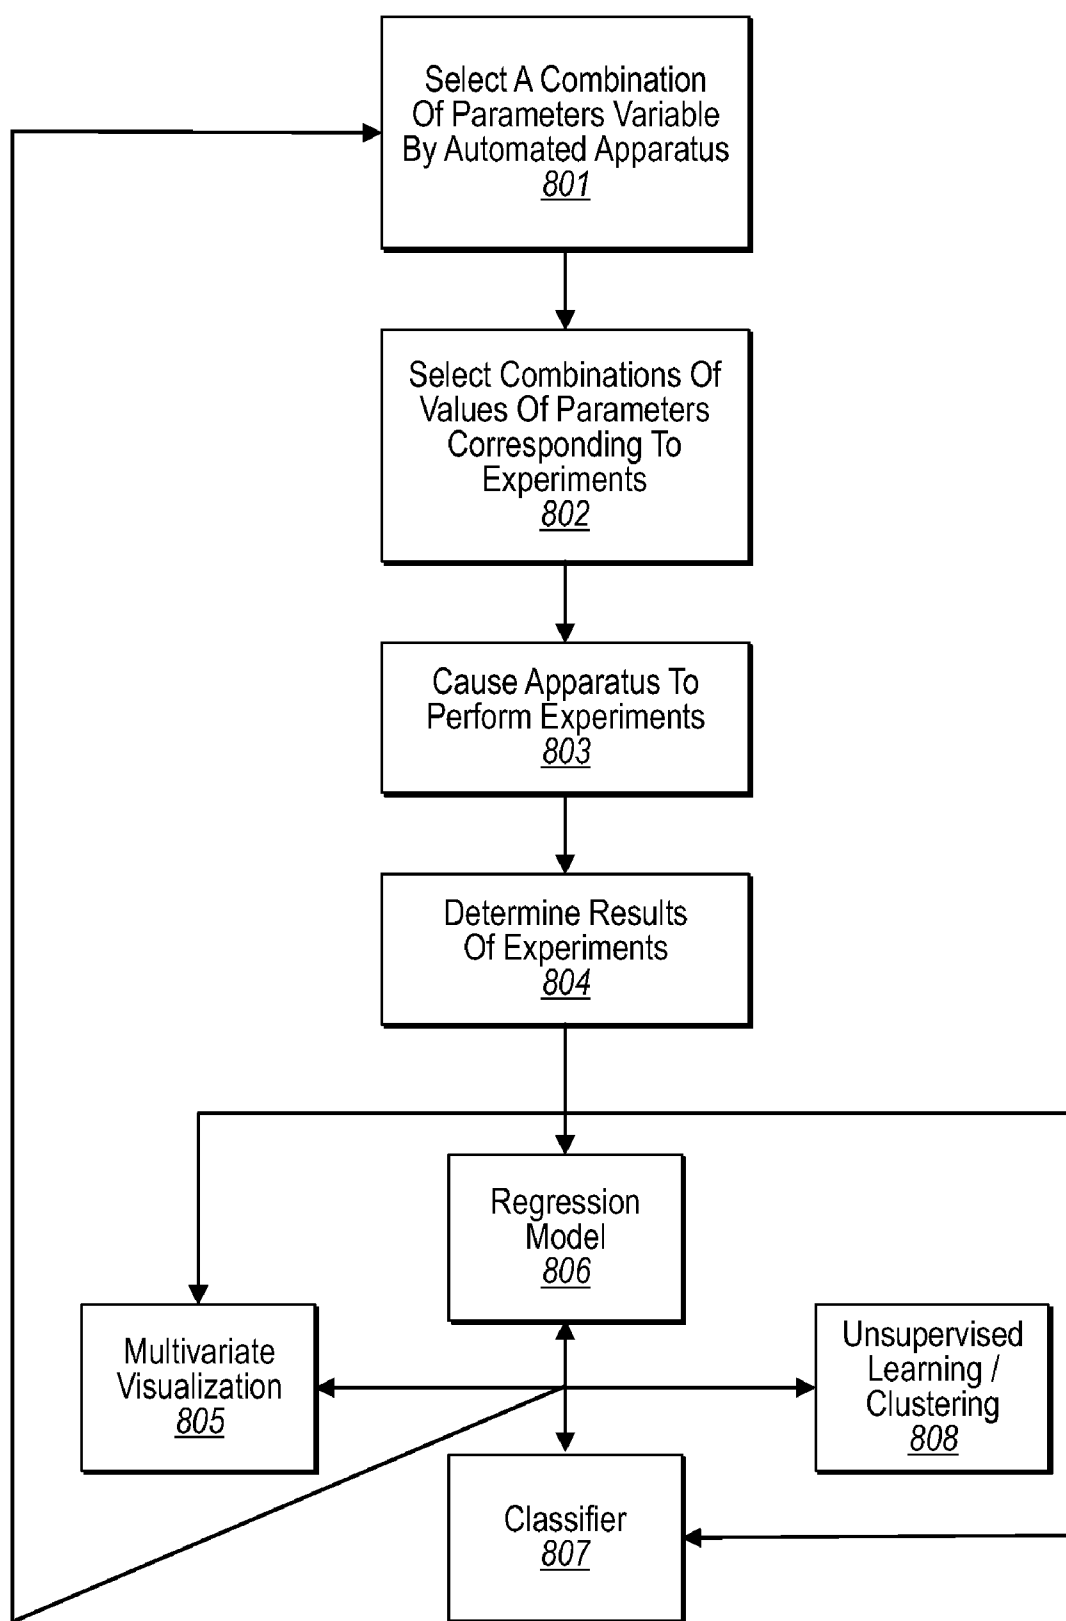 Select A Combination
Of Parameters Variable
By Automated Apparatus
801
Select Combinations Of
Values Of Parameters
Corresponding To
Experiments
802
Cause Apparatus To
Perform Experiments
803
Determine Results
Of Experiments
804
Regression
Model
806
Multivariate
Visualization
805
Unsupervised
Learning /
Clustering
808
Classifier
807